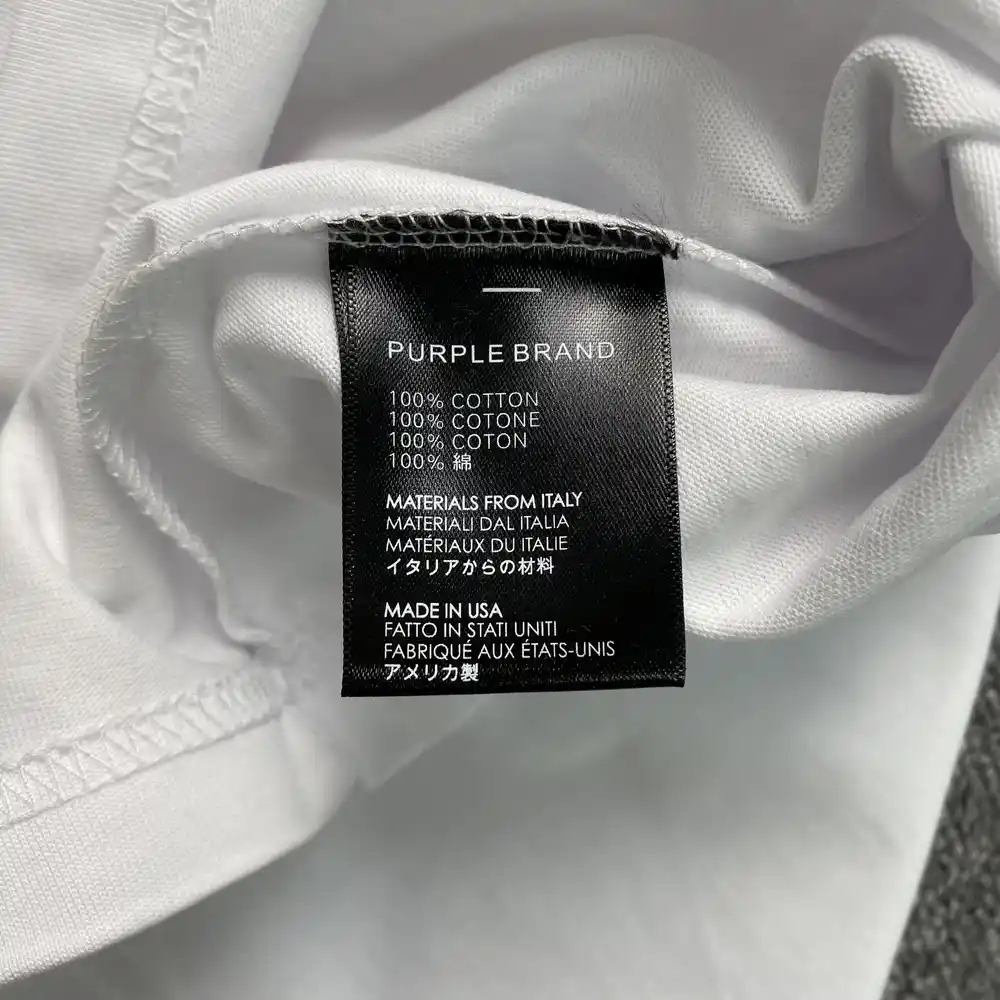 PURPLE BRAND
100% COTTON
100% COTONE
100% COTON
100% 綿
MATERIALS FROM ITALY
MATERIALI DAL ITALIA
MATÉRIAUX DU ITALIE
イタリアからの材料
MADE IN USA
FATTO IN STATI UNITI
FABRIQUÉ AUX ÉTATS-UNIS
アメリカ製